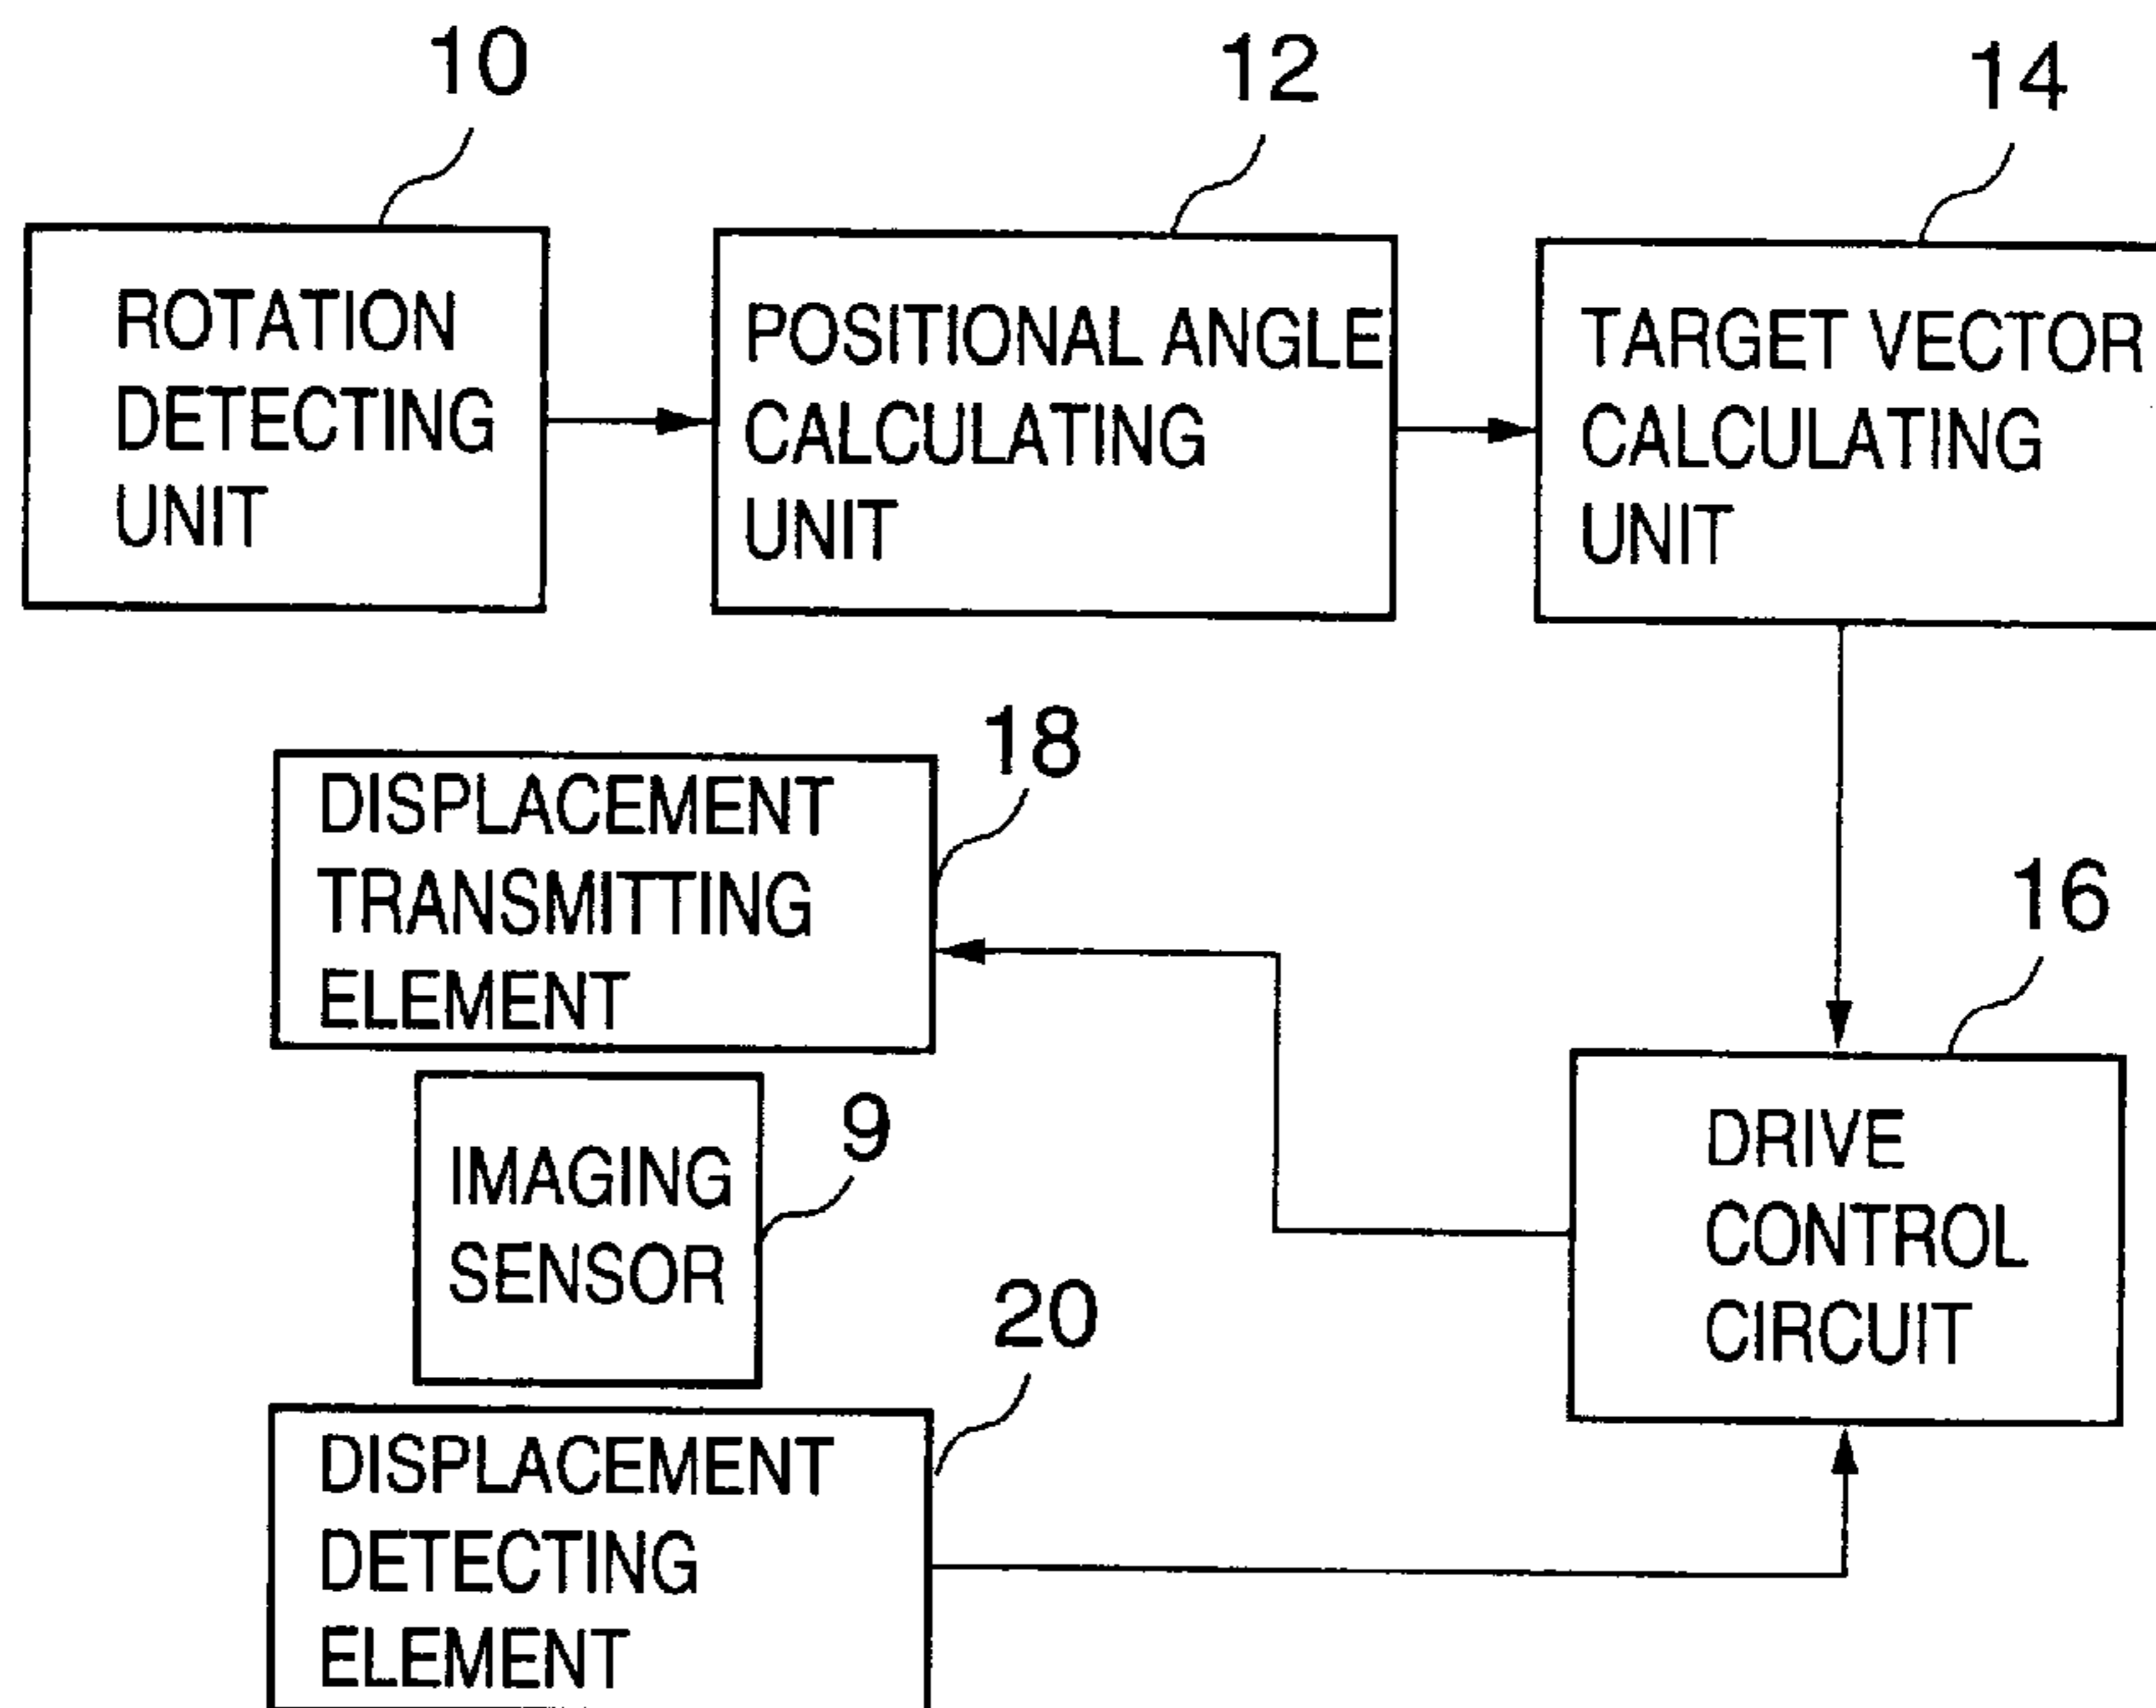 10
12
14
ROTATION
DETECTING
UNIT
POSITIONAL ANGLE
CALCULATING
UNIT
TARGET VECTOR
CALCULATING
UNIT
18
DISPLACEMENT
TRANSMITTING
ELEMENT
16
DRIVE
CONTROL
CIRCUIT
9
IMAGING
SENSOR
20
DISPLACEMENT
DETECTING
ELEMENT